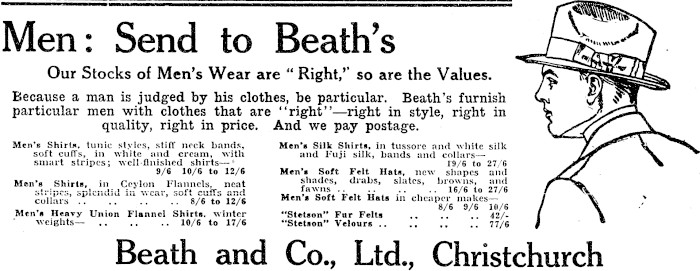 Men: Send to Beath's
Our Stocks of Men's Wear are "Right," so are the Values.
Because a man is judged by his clothes, be particular. Beath's furnish
particular men with clothes that are "right"—right in style, right in
quality, right in price. And we pay postage.
Men's Shirts, tunic styles, stiff neck bands,
soft cuffs, in white and cream, with
smart stripes; well-finished shirts—
9/6 10/6 to 12/6
Men's Shirts, in Ceylon Flannels, neat
stripes, splendid in wear, soft cuffs and
collars .. .. .. .. 8/6 to 12/6
Men's Heavy Union Flannel Shirts, winter
weights— .. .. .. 10/6 to 17/6
Men's Silk Shirts, in tussore and white silk
and Fuji silk, bands and collars—
19/6 to 27/6
Men's Soft Felt Hats, new shapes and
shades, drabs, slates, browns, and
fawns .. .. .. .. 16/6 to 27/6
Men's Soft Felt Hats in cheaper makes—
8/6 9/6 10/6
"Stetson" Fur Felts .. .. .. 42/-
"Stetson" Velours .. .. .. .. 77/6
Beath and Co., Ltd., Christchurch